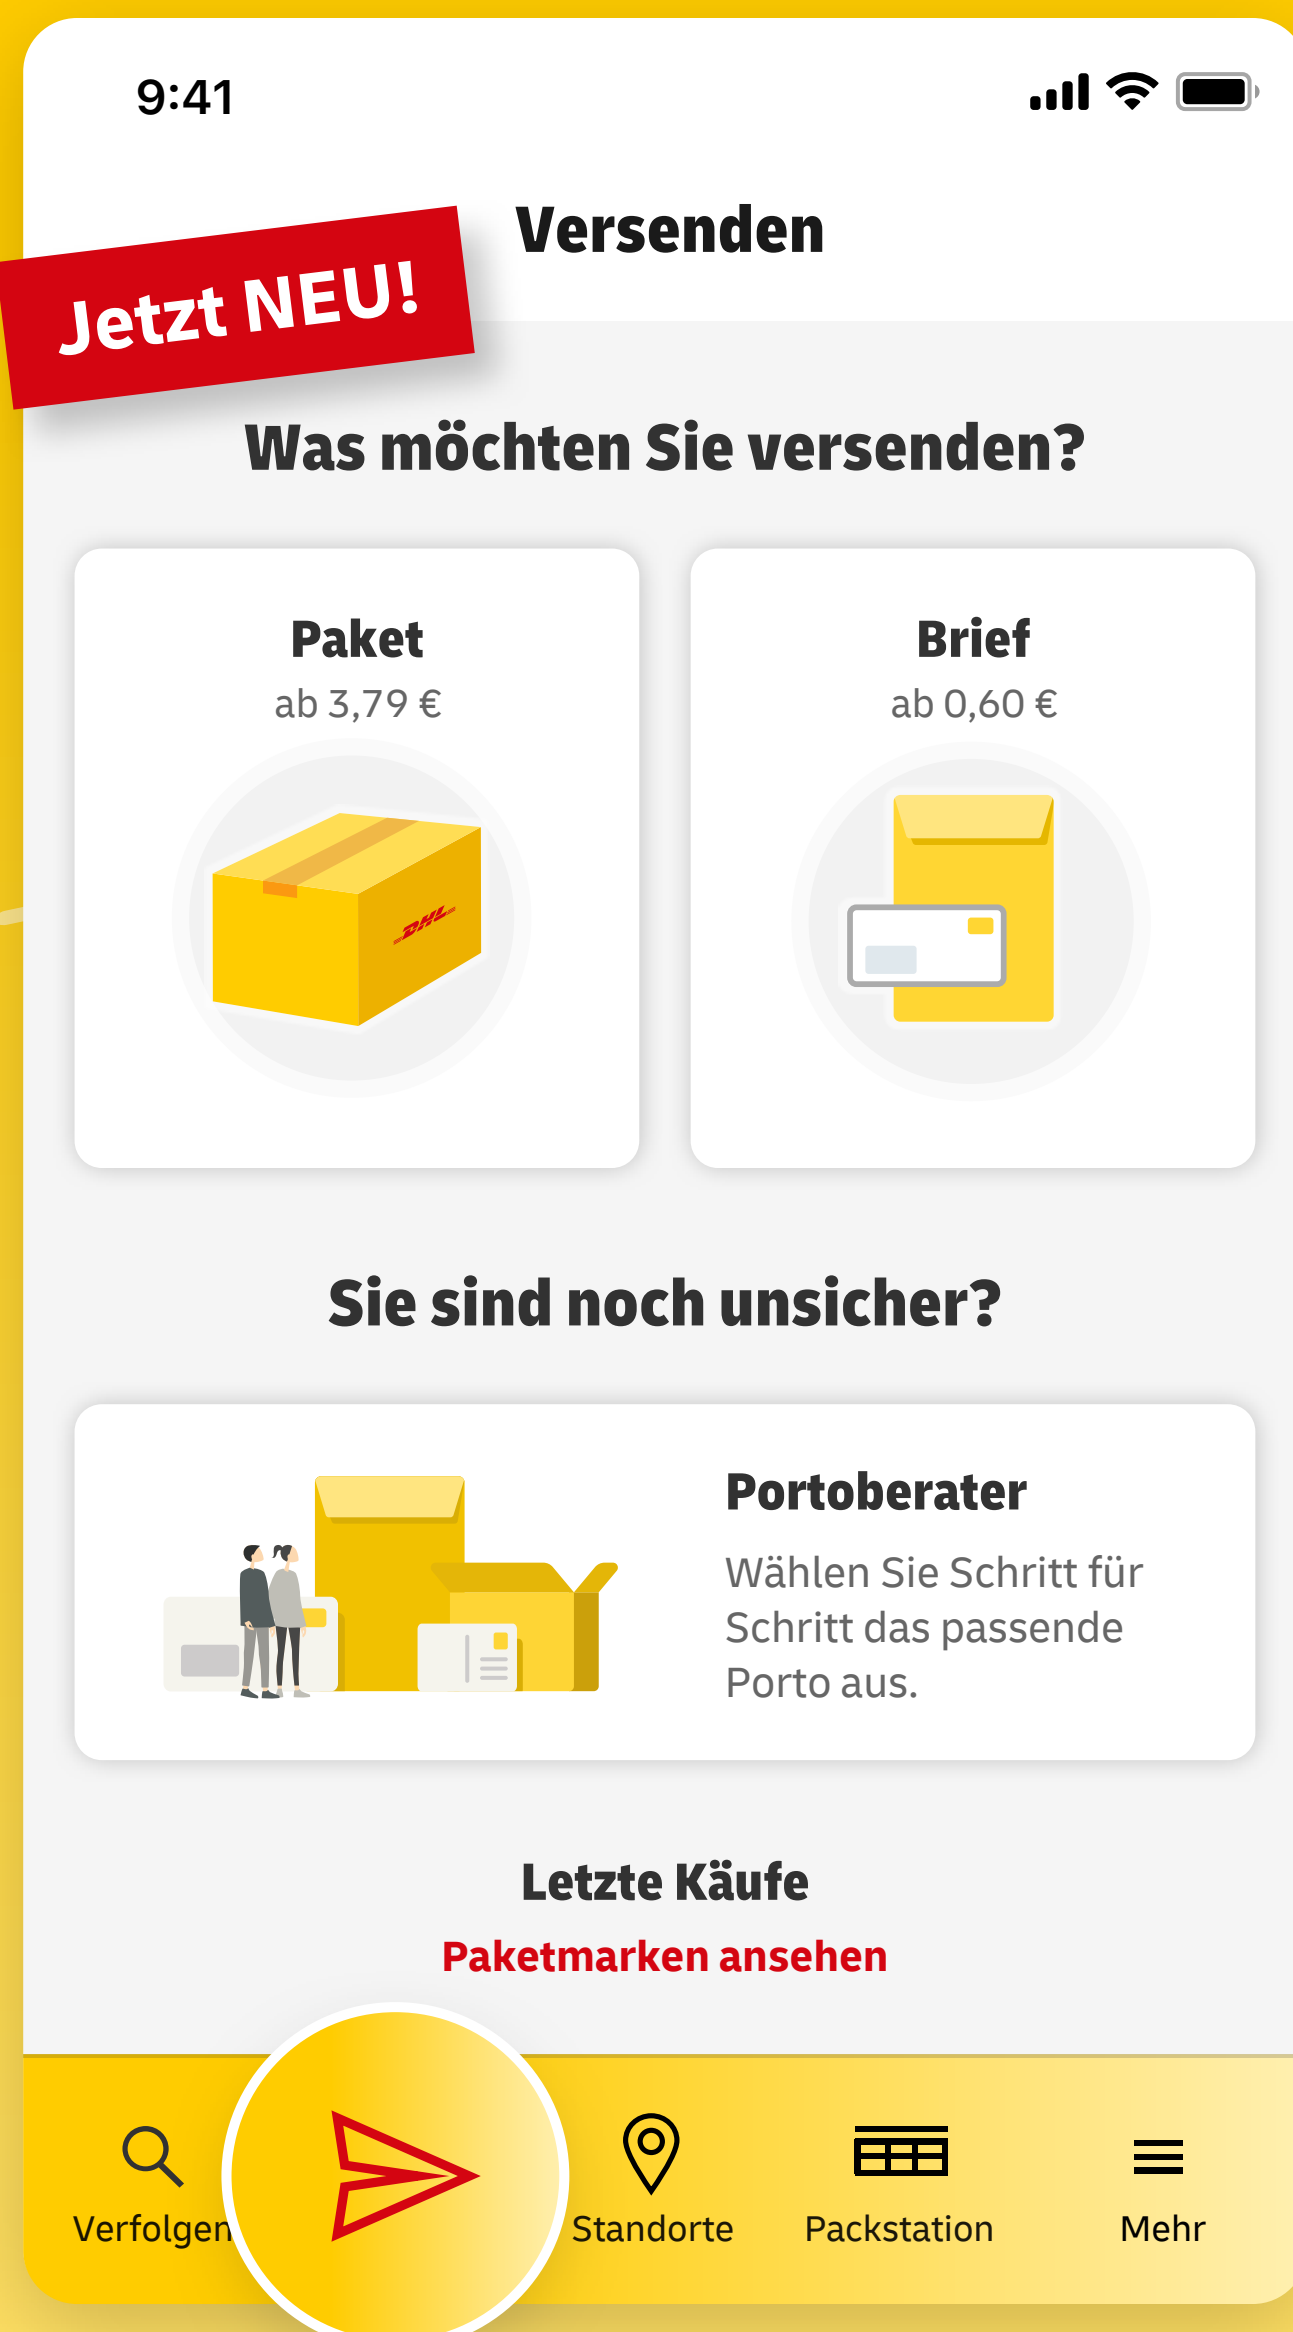 9:41
Versenden
Jetzt NEU!
Was möchten Sie versenden?
Paket
ab 3,79 €
DHL
Brief
ab 0,60 €
Sie sind noch unsicher?
Portoberater
Wählen Sie Schritt für
Schritt das passende
Porto aus.
Letzte Käufe
Paketmarken ansehen
Verfolgen
Standorte
Packstation
Mehr